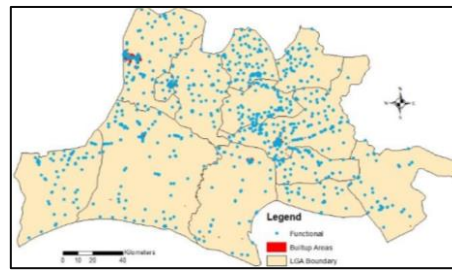 N
W E
S
Legend
Functional
Builtup Areas
LGA Boundary
Kilometers
0 10 20 40